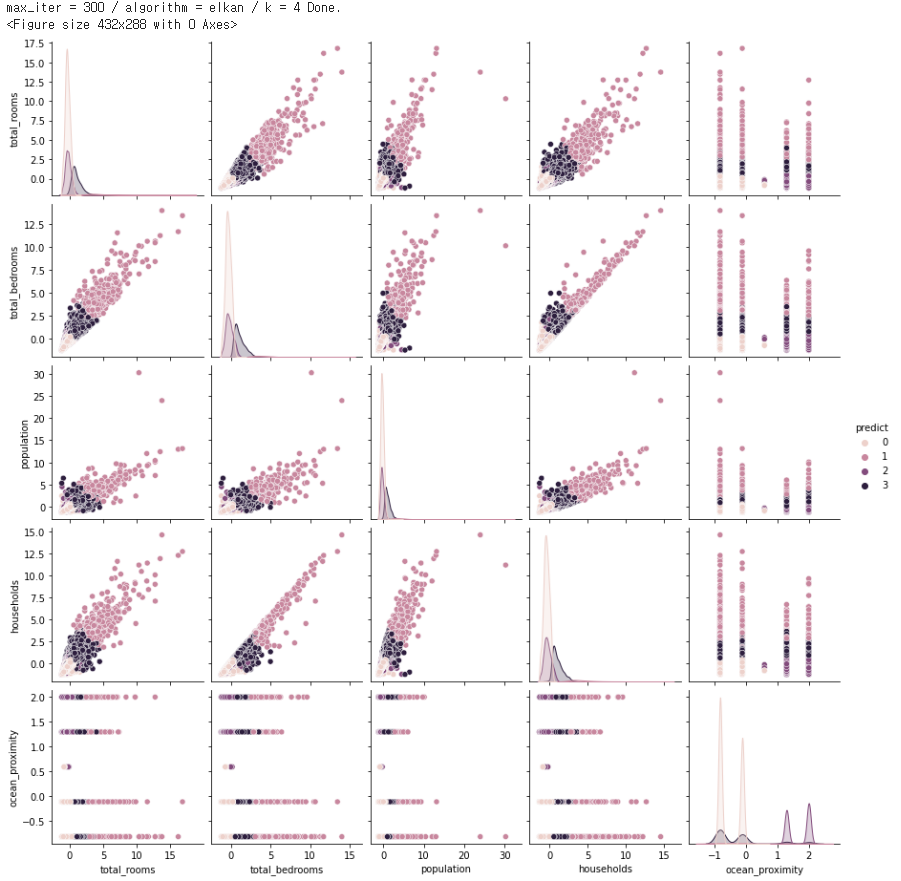 max_iter = 300 / algorithm = elkan / k = 4 Done.
<Figure size 432x288 with 0 Axes>
17.5
15.0
12.5
10.0
7.5
5.0
2.5
0.0
total_rooms
12.5
10.0
7.5
5.0
2.5
0.0
total_bedrooms
30
25
20
15
10
5
0
population
predict
0
1
2
3
15.0
12.5
10.0
7.5
5.0
2.5
0.0
households
2.0
1.5
1.0
0.5
0.0
−0.5
ocean_proximity
0 5 10 15
0 5 10 15
0 10 20 30
0 5 10 15
−1 0 1 2
total_rooms
total_bedrooms
population
households
ocean_proximity